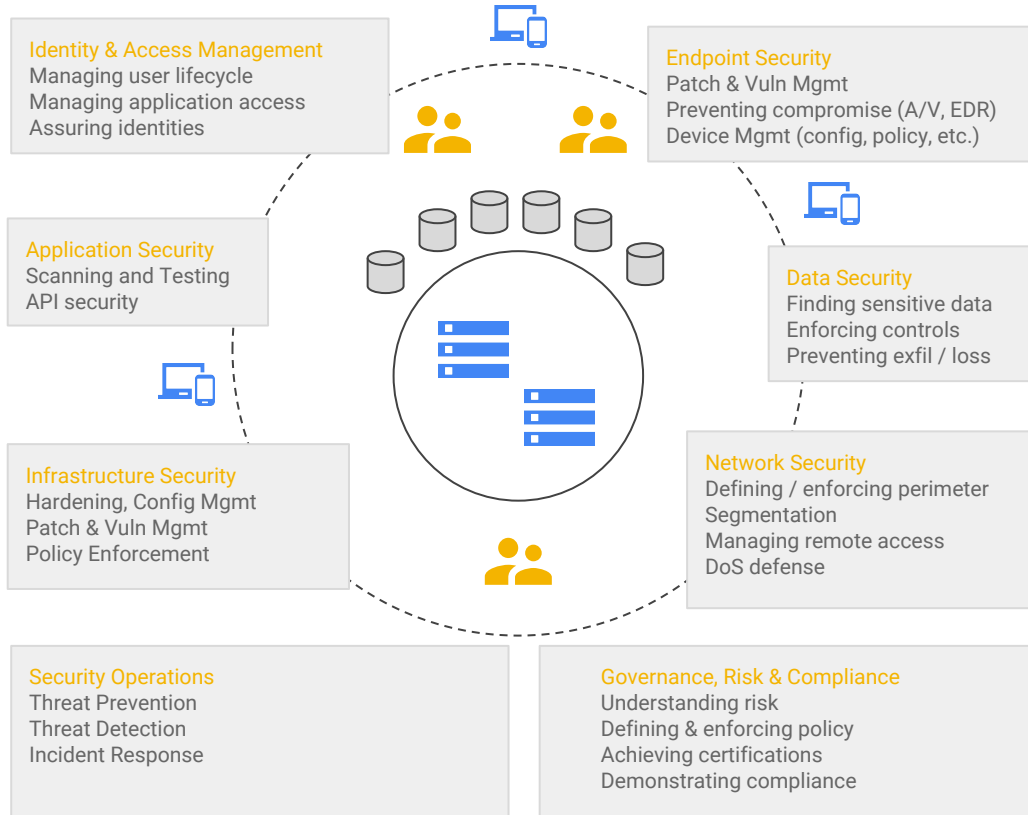 Identity & Access Management
Managing user lifecycle
Managing application access
Assuring identities
Endpoint Security
Patch & Vuln Mgmt
Preventing compromise (A/V, EDR)
Device Mgmt (config, policy, etc.)
Application Security
Scanning and Testing
API security
Data Security
Finding sensitive data
Enforcing controls
Preventing exfil / loss
Infrastructure Security
Hardening, Config Mgmt
Patch & Vuln Mgmt
Policy Enforcement
Network Security
Defining / enforcing perimeter
Segmentation
Managing remote access
DoS defense
Security Operations
Threat Prevention
Threat Detection
Incident Response
Governance, Risk & Compliance
Understanding risk
Defining & enforcing policy
Achieving certifications
Demonstrating compliance